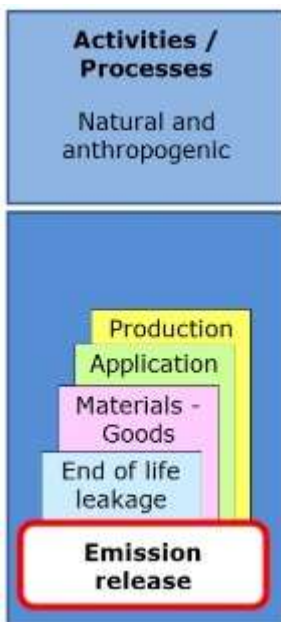 Activities /
Processes
Natural and
anthropogenic
Production
Application
Materials -
Goods
End of life
leakage
Emission
release